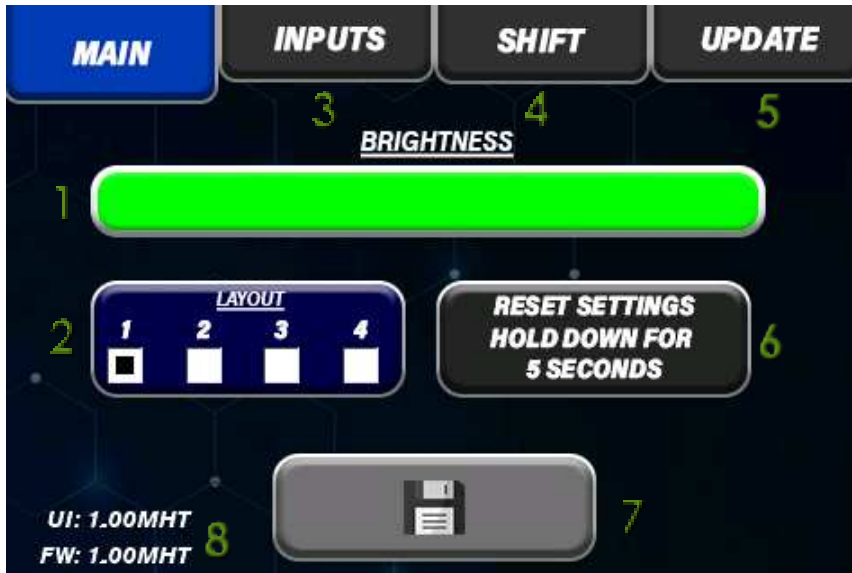 MAIN
INPUTS
SHIFT
UPDATE
3
4
5
BRIGHTNESS
1
LAYOUT
2
1 2 3 4
RESET SETTINGS
HOLD DOWN FOR
5 SECONDS
6
7
UI: 1.00MHT
FW: 1.00MHT
8